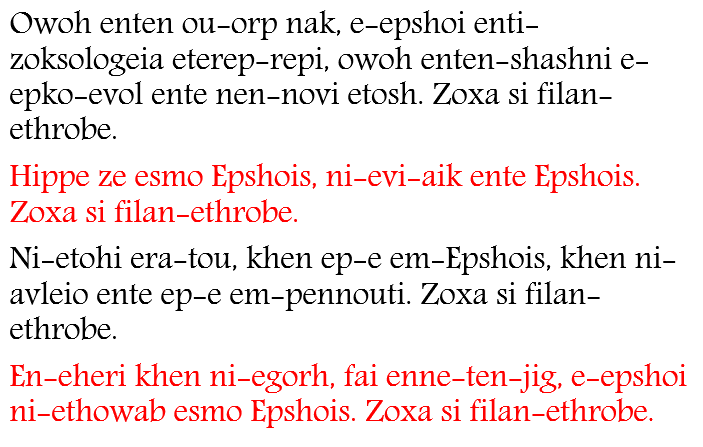 Owoh enten ou-orp nak, e-epshoi enti-
zoksologeia eterep-repi, owoh enten-shashni e-
epko-evol ente nen-novi etosh. Zoxa si filan-
ethrobe.
Hippe ze esmo Epshois, ni-evi-aik ente Epshois.
Zoxa si filan-ethrobe.
Ni-etohi era-tou, khen ep-e em-Epshois, khen ni-
avleio ente ep-e em-pennouti. Zoxa si filan-
ethrobe.
En-eheri khen ni-egorh, fai enne-ten-jig, e-epshoi
ni-ethowab esmo Epshois. Zoxa si filan-ethrobe.